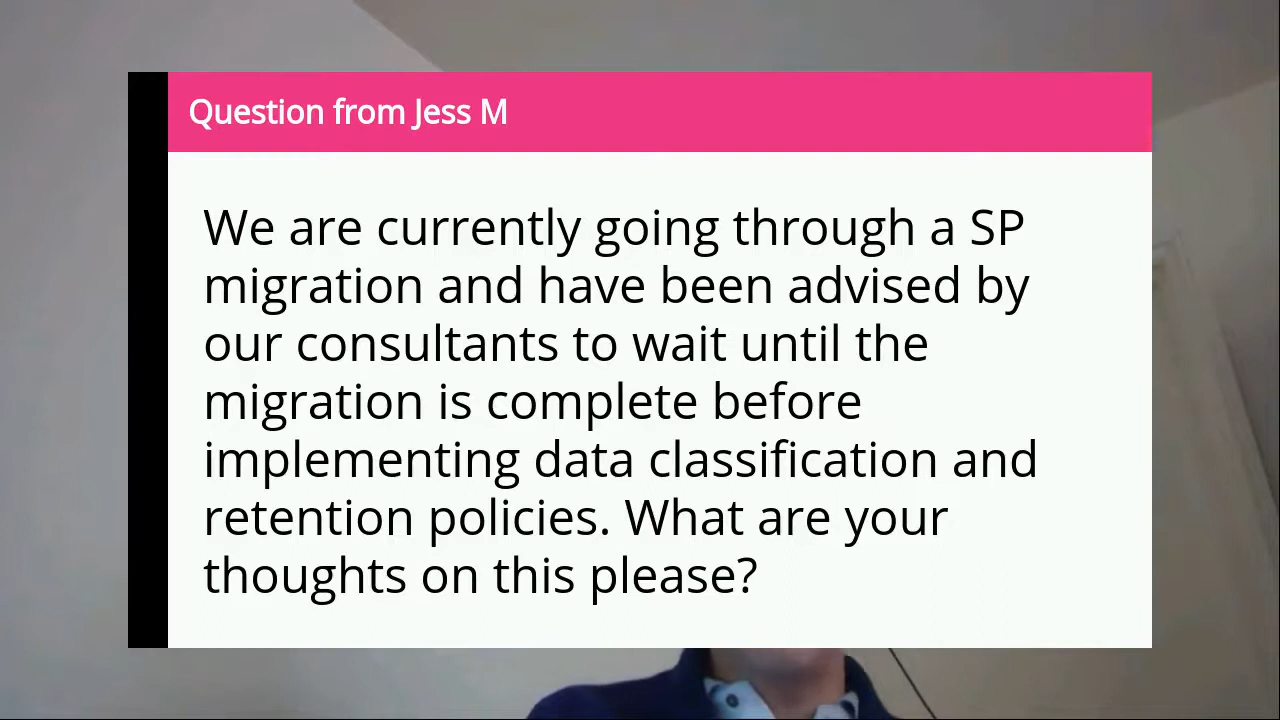 Question from Jess M
We are currently going through a SP
migration and have been advised by
our consultants to wait until the
migration is complete before
implementing data classification and
retention policies. What are your
thoughts on this please?